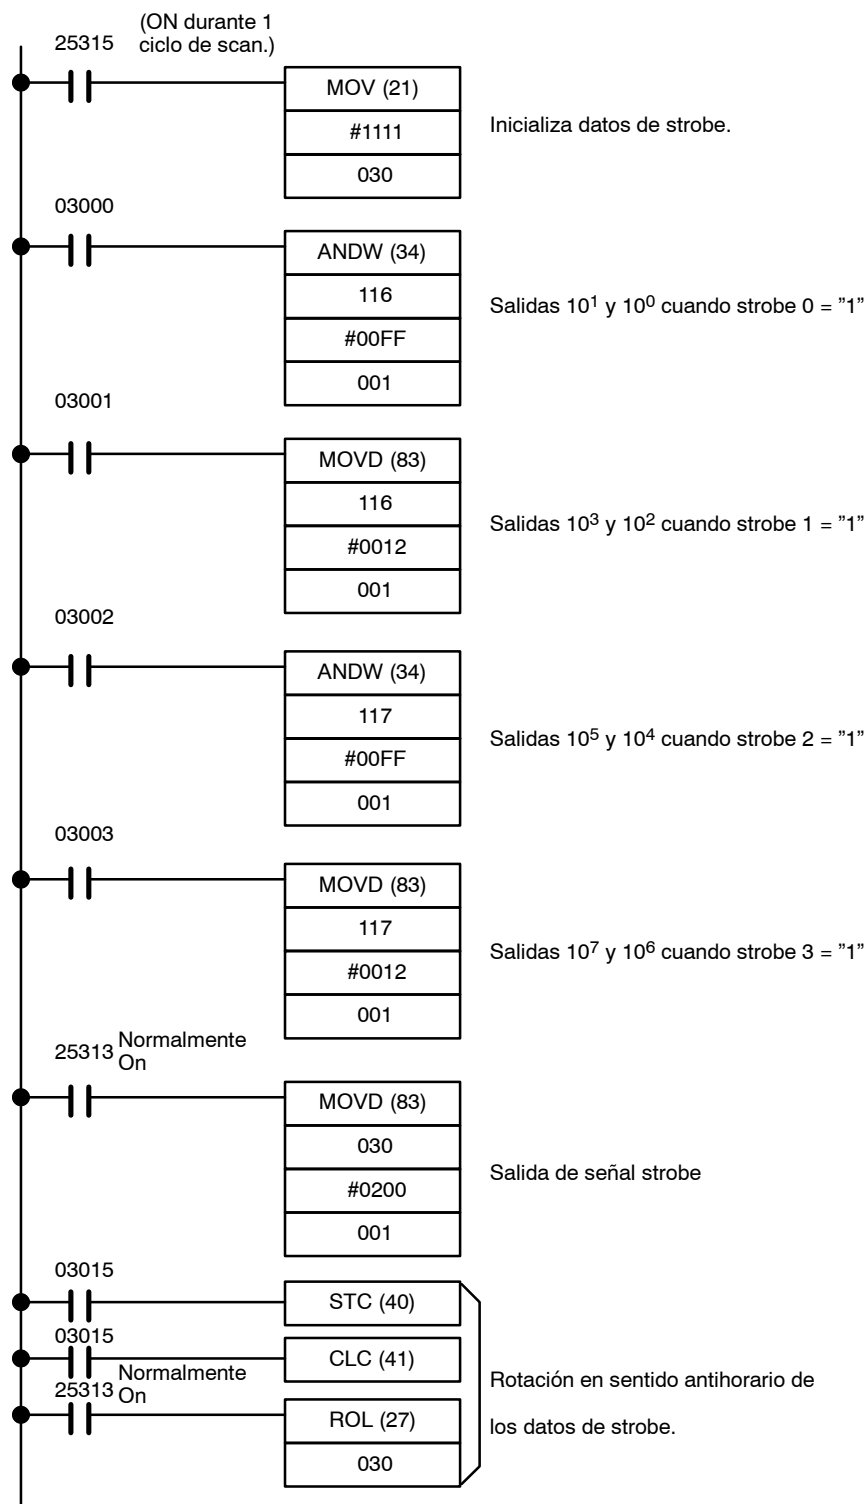 (ON durante 1
ciclo de scan.)
25315
MOV (21)
#1111
030
Inicializa datos de strobe.
03000
ANDW (34)
116
#00FF
001
Salidas 10¹ y 10⁰ cuando strobe 0 = ”1”
03001
MOVD (83)
116
#0012
001
Salidas 10³ y 10² cuando strobe 1 = ”1”
03002
ANDW (34)
117
#00FF
001
Salidas 10⁵ y 10⁴ cuando strobe 2 = ”1”
03003
MOVD (83)
117
#0012
001
Salidas 10⁷ y 10⁶ cuando strobe 3 = ”1”
25313 Normalmente
On
MOVD (83)
030
#0200
001
Salida de señal strobe
03015
STC (40)
03015
CLC (41)
25313 Normalmente
On
ROL (27)
030
Rotación en sentido antihorario de
los datos de strobe.